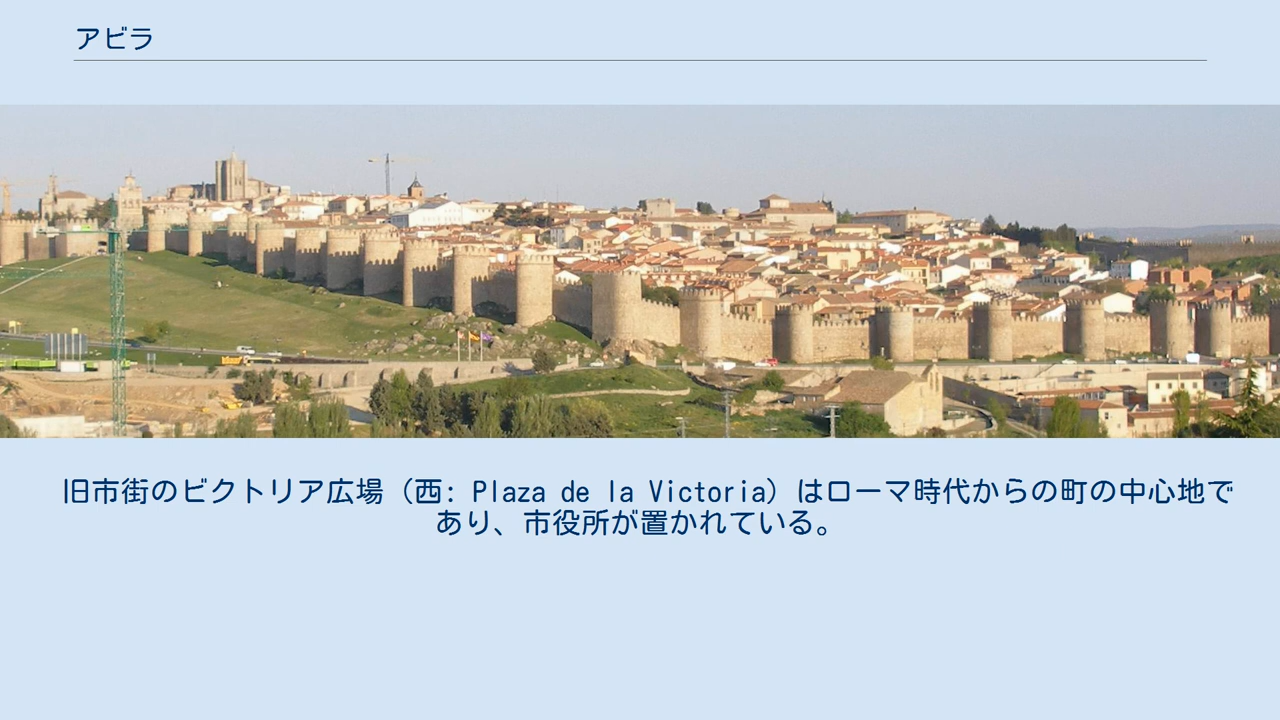 アビラ
旧市街のビクトリア広場（西: Plaza de la Victoria）はローマ時代からの町の中心地で
あり、市役所が置かれている。